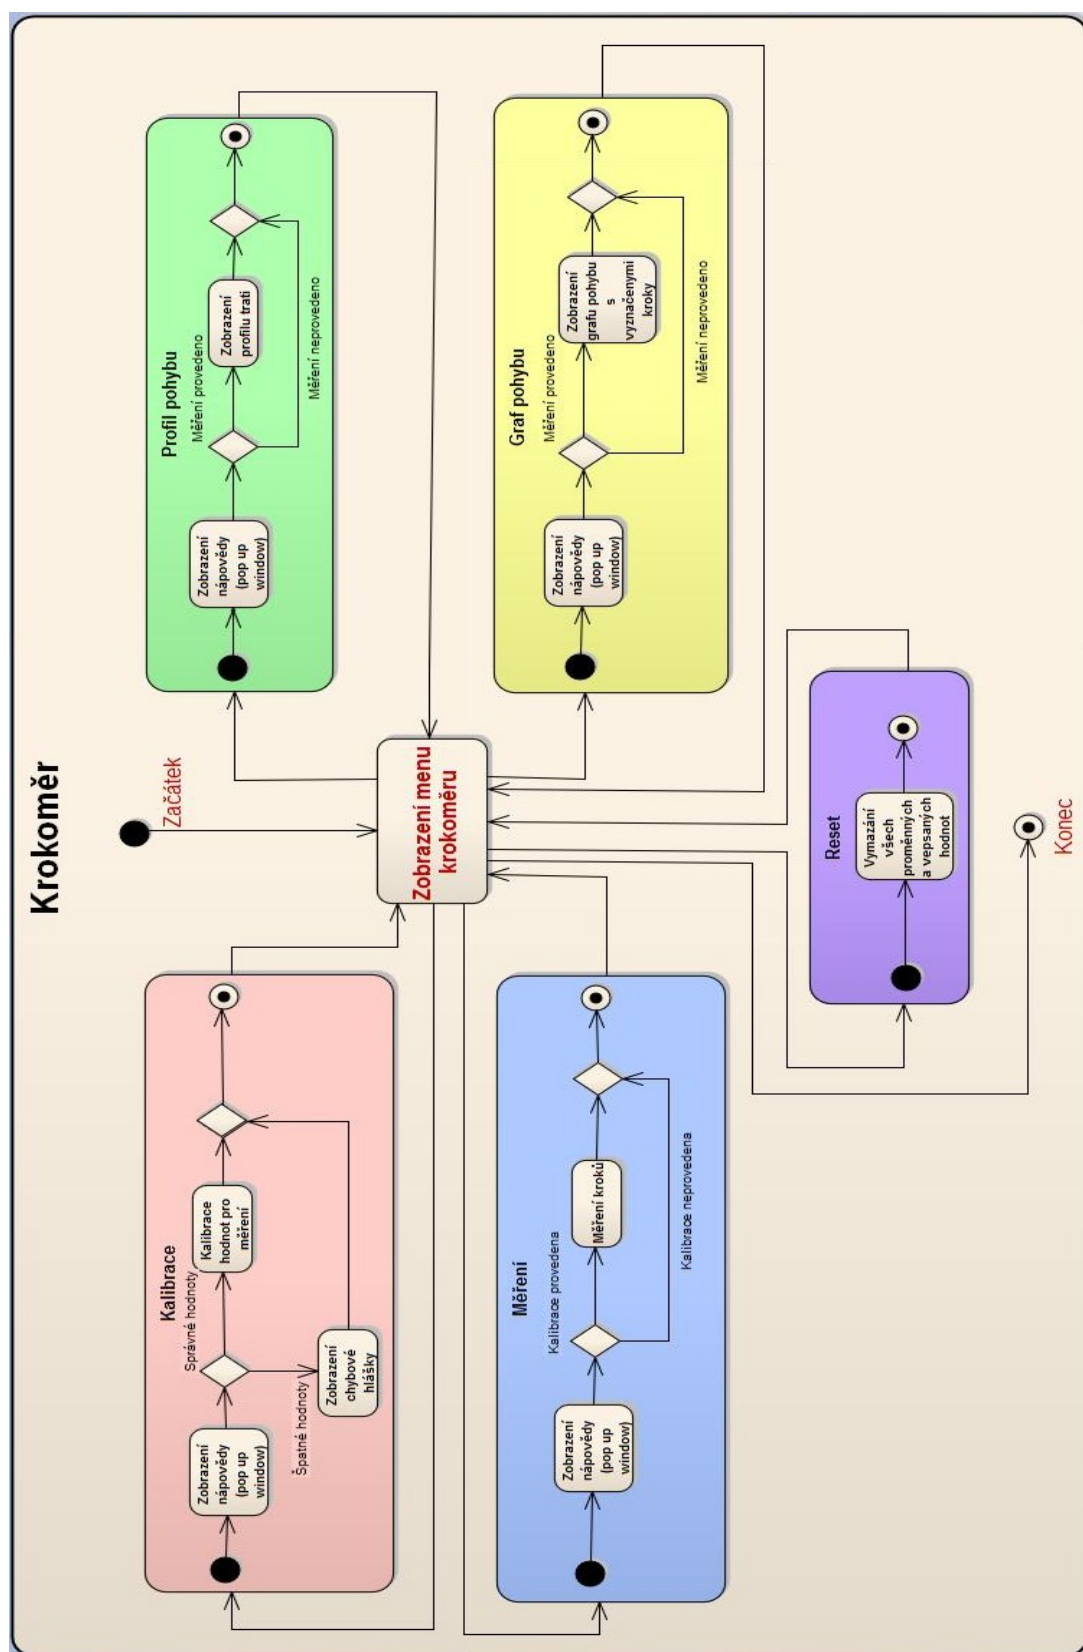 Krokoměr
Začátek
Zobrazení menu
krokoměru
Kalibrace
Zobrazení
nápovědy
(pop up
window)
Správné hodnoty
Kalibrace
hodnot pro
měření
Špatné hodnoty
Zobrazení
chybové
hlášky
Profil pohybu
Zobrazení
nápovědy
(pop up
window)
Měření provedeno
Zobrazení
profilu trati
Měření neprovedeno
Měření
Zobrazení
nápovědy
(pop up
window)
Kalibrace provedena
Měření kroků
Kalibrace neprovedena
Graf pohybu
Zobrazení
nápovědy
(pop up
window)
Měření provedeno
Zobrazení
grafu pohybu
s
vyznačenymi
kroky
Měření neprovedeno
Reset
Vymazání
všech
proměnných
a vepsaných
hodnot
Konec